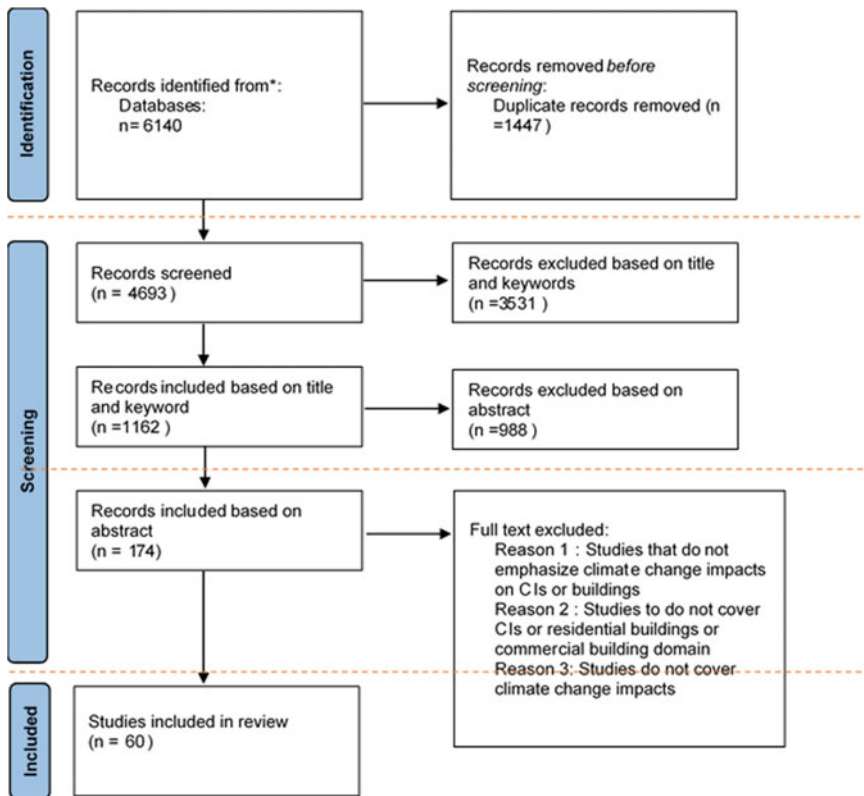 Identification
Records identified from*:
Databases:
n= 6140
Records removed before
screening:
Duplicate records removed (n
=1447 )
Screening
Records screened
(n = 4693 )
Records excluded based on title
and keywords
(n =3531 )
Records included based on title
and keyword
(n =1162 )
Records excluded based on
abstract
(n =988 )
Records included based on
abstract
(n = 174)
Full text excluded:
Reason 1 : Studies that do not
emphasize climate change impacts
on CIs or buildings
Reason 2 : Studies to do not cover
CIs or residential buildings or
commercial building domain
Reason 3: Studies do not cover
climate change impacts
Included
Studies included in review
(n = 60 )